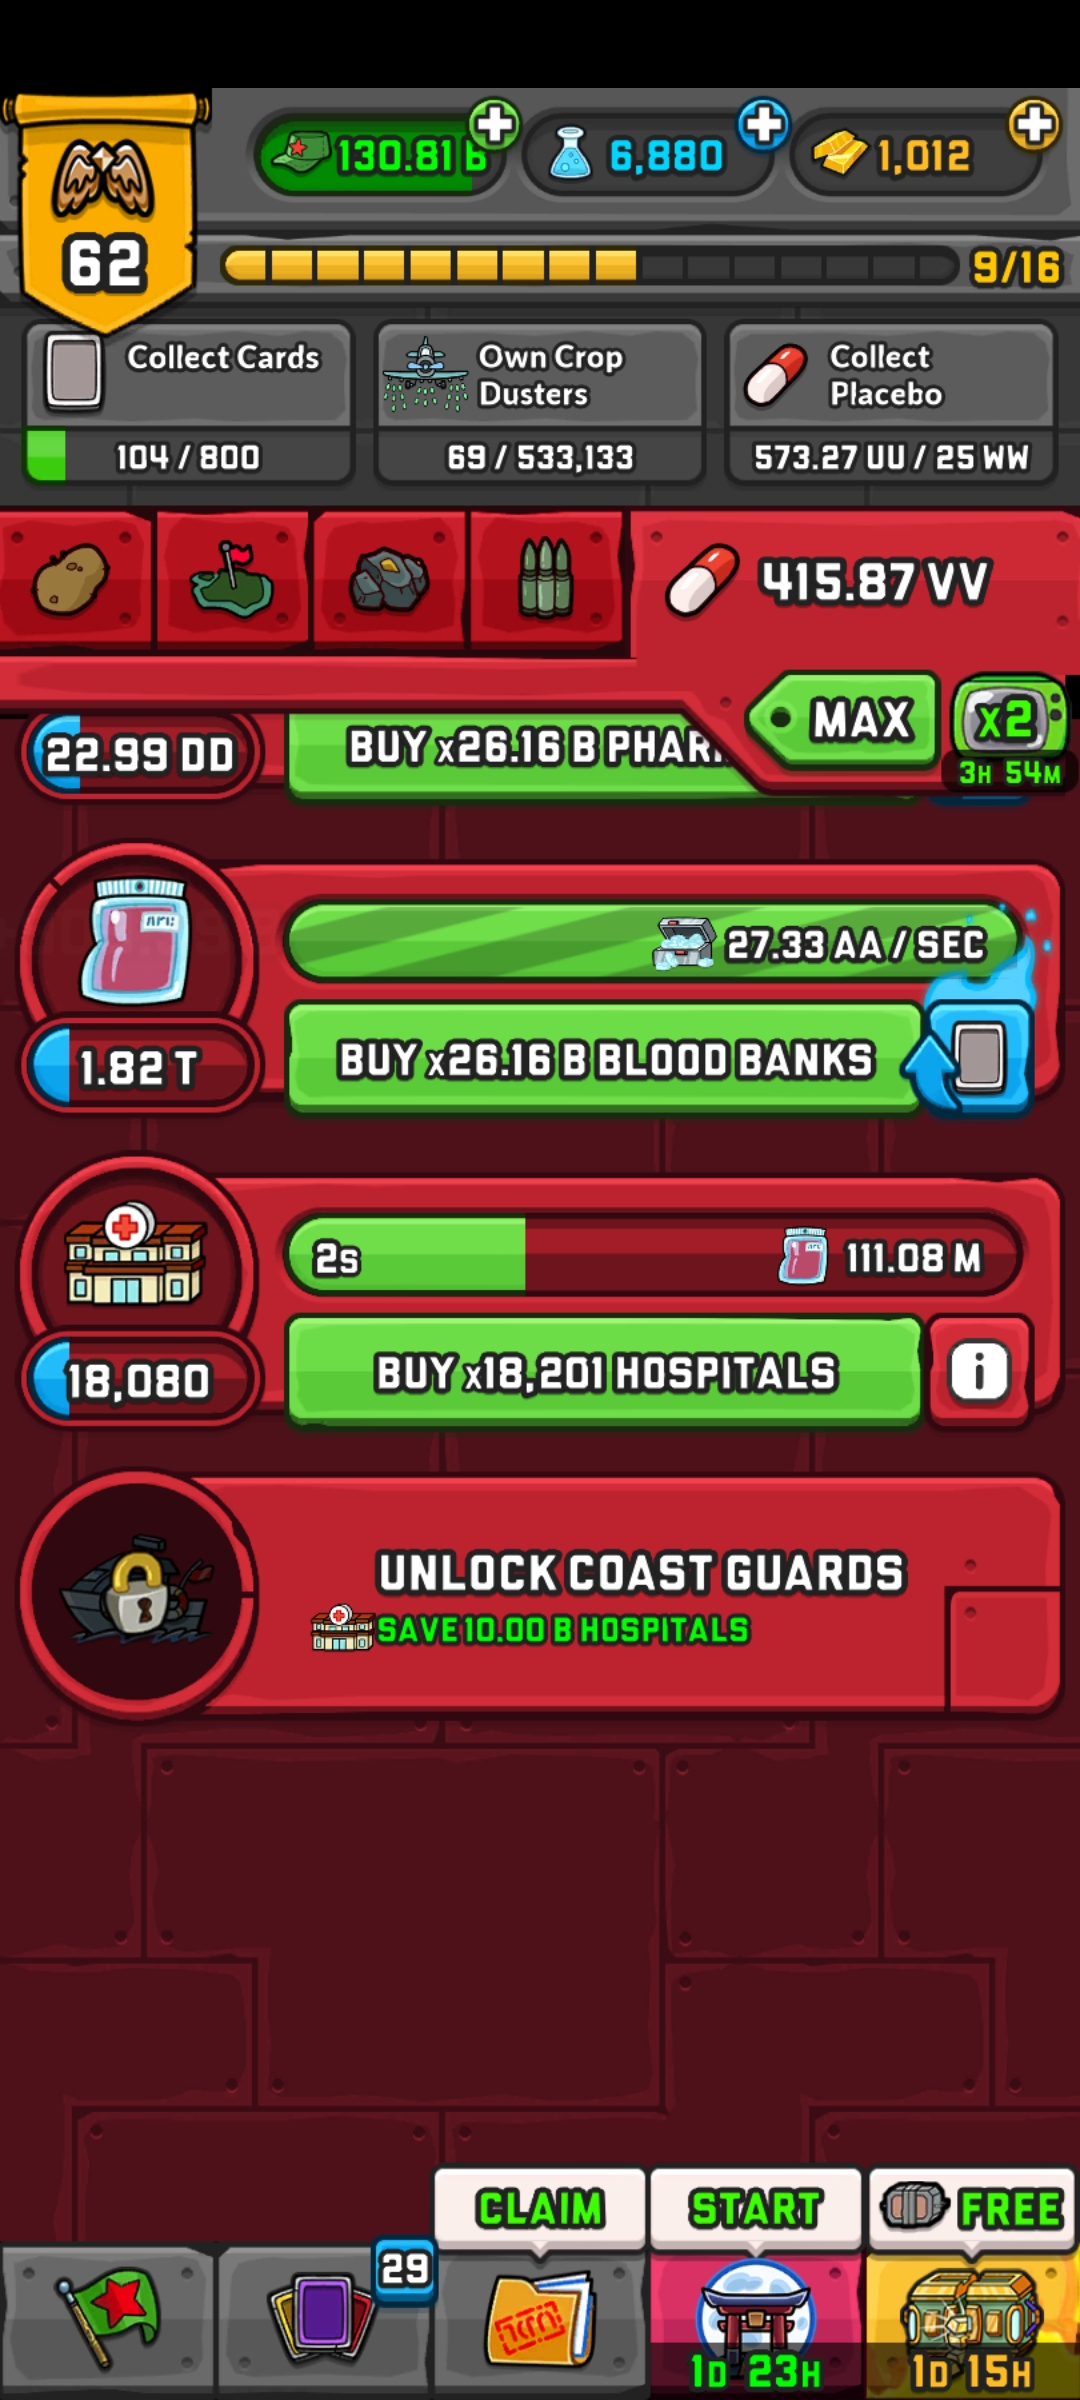 130.81 B
6,880
1,012
62
9/16
Collect Cards
104 / 800
Own Crop
Dusters
69 / 533,133
Collect
Placebo
573.27 UU / 25 WW
415.87 VV
MAX
x2
3H 54M
22.99 DD
BUY x26.16 B
27.33 AA / SEC
1.82 T
BUY x26.16 B BLOOD BANKS
2s
111.08 M
18,080
BUY x18,201 HOSPITALS
i
UNLOCK COAST GUARDS
SAVE 10.00 B HOSPITALS
CLAIM
START
FREE
29
1D 23H
1D 15H